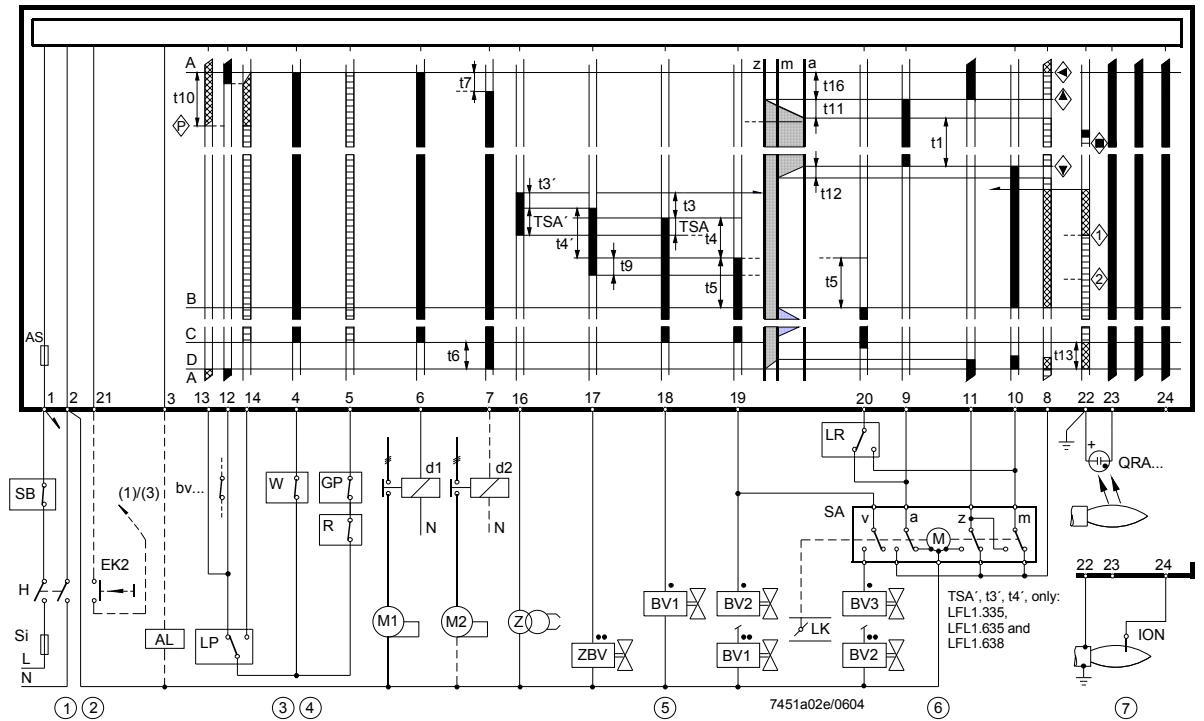 A
t10
P
t7
z m a
t16
t11
t1
t12
t3´
TSA´
t4´
t9
t3
TSA
t4
t5
t5
1
2
B
C
D
A
t6
t13
AS
1 2 21 3 13 12 14 4 5 6 7 16 17 18 19 20 9 11 10 8 22 23 24
SB
(1)/(3)
EK2
H
Si
L
N
AL
bv...
LP
W
GP
R
d1
N
d2
N
M1
M2
Z
ZBV
BV1
BV2
BV1
LR
SA
v a z m
M
LK
BV3
BV2
TSA´, t3´, t4´, only:
LFL1.335,
LFL1.635 and
LFL1.638
+
QRA...
22 23 24
ION
1 2 3 4 5 6 7
7451a02e/0604